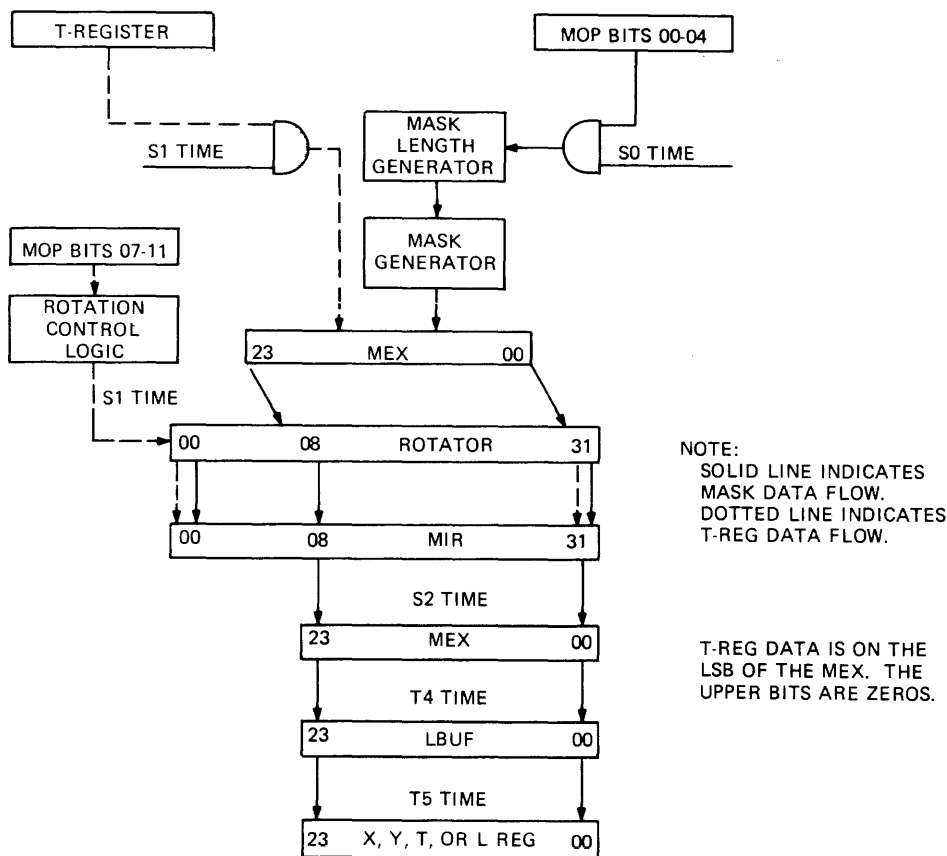 T-REGISTER
MOP BITS 00-04
S1 TIME
MASK
LENGTH
GENERATOR
S0 TIME
MOP BITS 07-11
MASK
GENERATOR
ROTATION
CONTROL
LOGIC
23 MEX 00
S1 TIME
00 08 ROTATOR 31
NOTE:
SOLID LINE INDICATES
MASK DATA FLOW.
DOTTED LINE INDICATES
T-REG DATA FLOW.
00 08 MIR 31
S2 TIME
23 MEX 00
T-REG DATA IS ON THE
LSB OF THE MEX. THE
UPPER BITS ARE ZEROS.
T4 TIME
23 LBUF 00
T5 TIME
23 X, Y, T, OR L REG 00